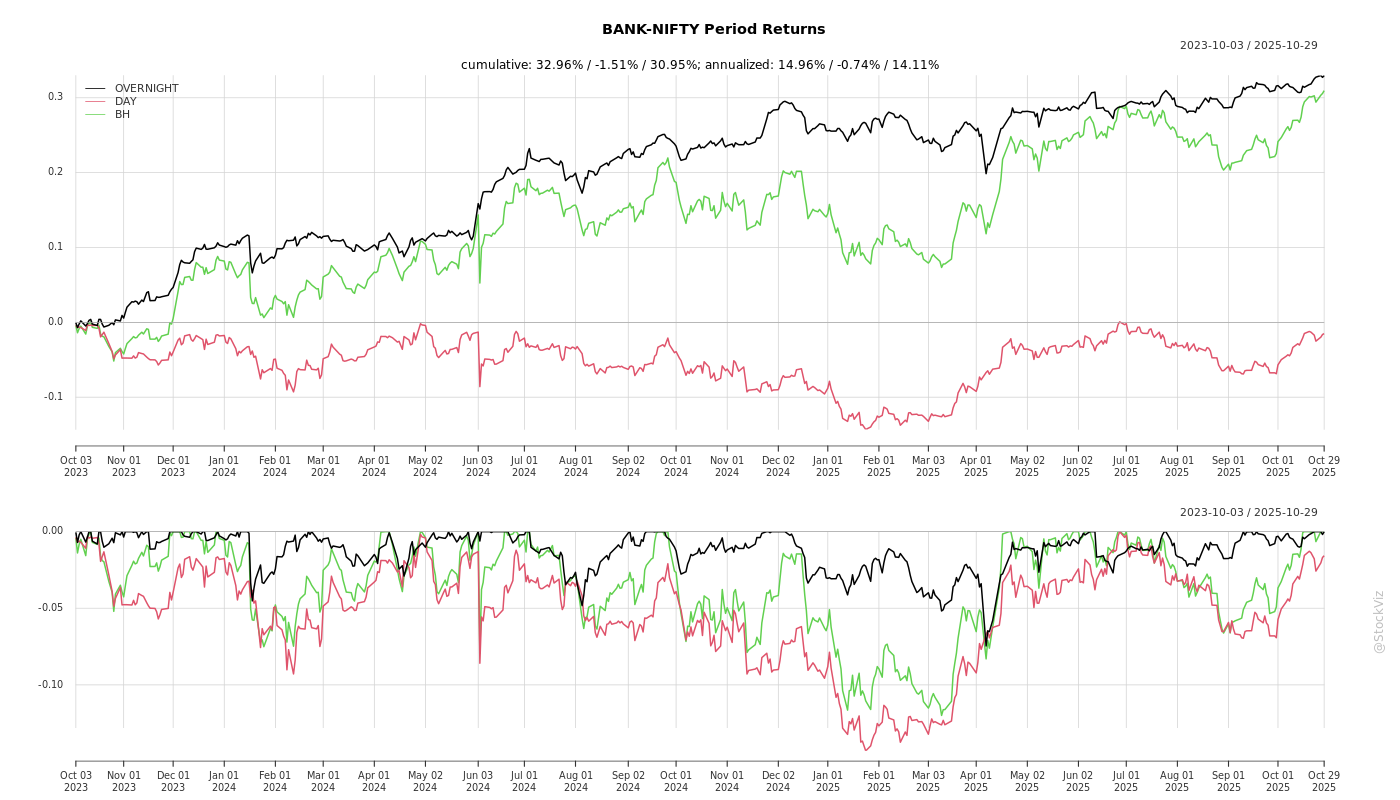 BANK-NIFTY Period Returns
2023-10-03 / 2025-10-29
cumulative: 32.96% / -1.51% / 30.95%; annualized: 14.96% / -0.74% / 14.11%
OVERNIGHT
DAY
BH
0.3
0.2
0.1
0.0
-0.1
Oct 03 Nov 01 Dec 01 Jan 01 Feb 01 Mar 01 Apr 01 May 02 Jun 03 Jul 01 Aug 01 Sep 02 Oct 01 Nov 01 Dec 02 Jan 01 Feb 01 Mar 03 Apr 01 May 02 Jun 02 Jul 01 Aug 01 Sep 01 Oct 01 Oct 29
2023 2023 2023 2024 2024 2024 2024 2024 2024 2024 2024 2024 2024 2024 2024 2025 2025 2025 2025 2025 2025 2025 2025 2025 2025 2025
2023-10-03 / 2025-10-29
0.00
-0.05
-0.10
Oct 03 Nov 01 Dec 01 Jan 01 Feb 01 Mar 01 Apr 01 May 02 Jun 03 Jul 01 Aug 01 Sep 02 Oct 01 Nov 01 Dec 02 Jan 01 Feb 01 Mar 03 Apr 01 May 02 Jun 02 Jul 01 Aug 01 Sep 01 Oct 01 Oct 29
2023 2023 2023 2024 2024 2024 2024 2024 2024 2024 2024 2024 2024 2024 2024 2025 2025 2025 2025 2025 2025 2025 2025 2025 2025 2025
@StockViz